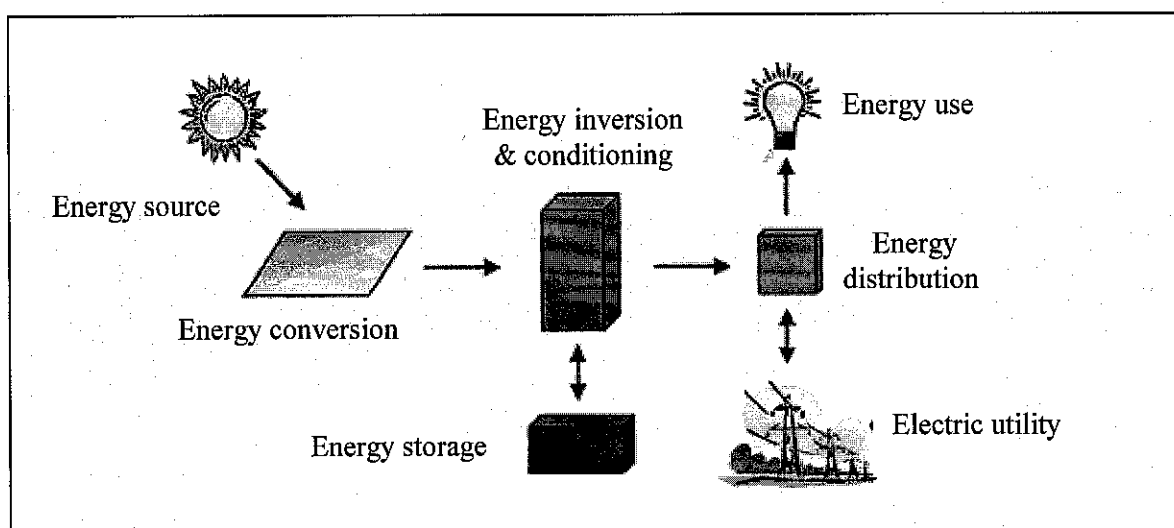 Energy inversion
& conditioning
Energy use
Energy source
Energy
distribution
Energy conversion
Energy storage
Electric utility